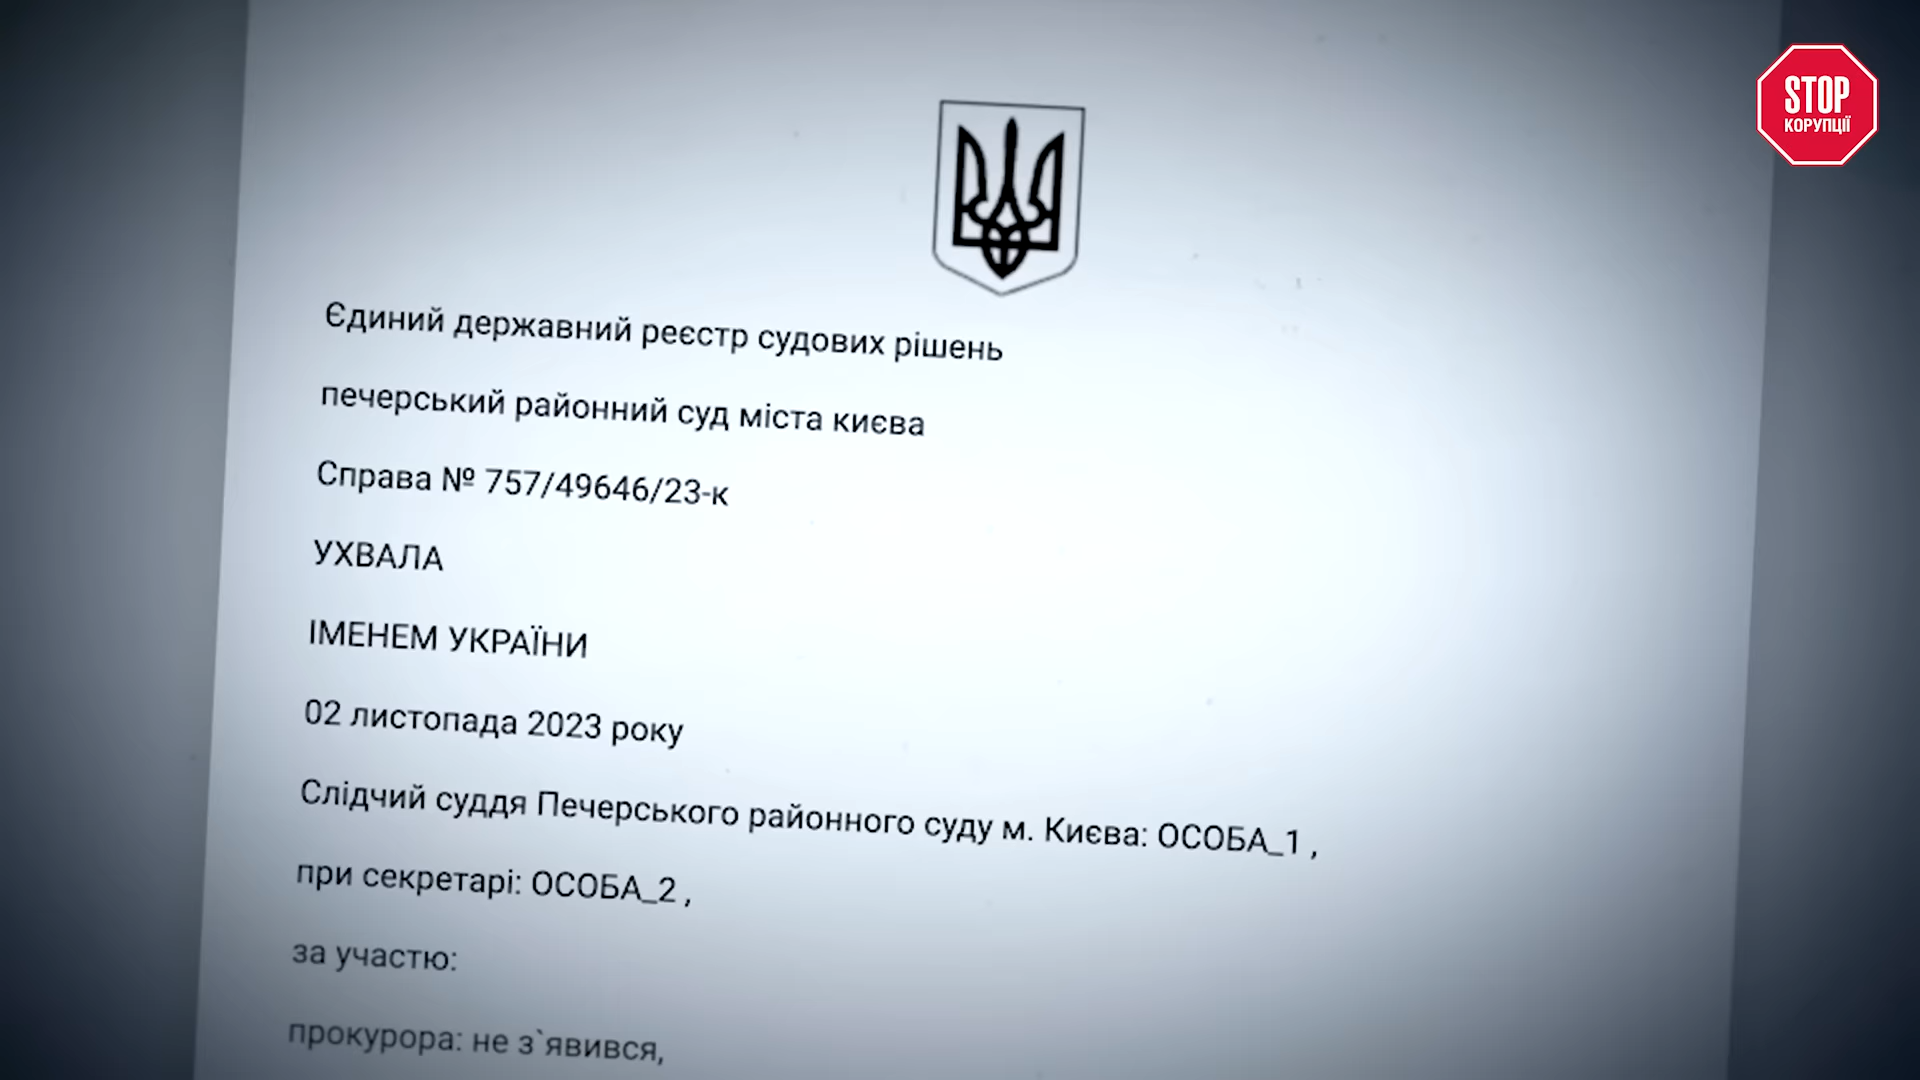 STOP
КОРУПЦІЇ
Єдиний державний реєстр судових рішень
печерський районний суд міста києва
Справа № 757/49646/23-к
УХВАЛА
ІМЕНЕМ УКРАЇНИ
02 листопада 2023 року
Слідчий суддя Печерського районного суду м. Києва: ОСОБА_1 ,
при секретарі: ОСОБА_2 ,
за участю:
прокурора: не з`явився,